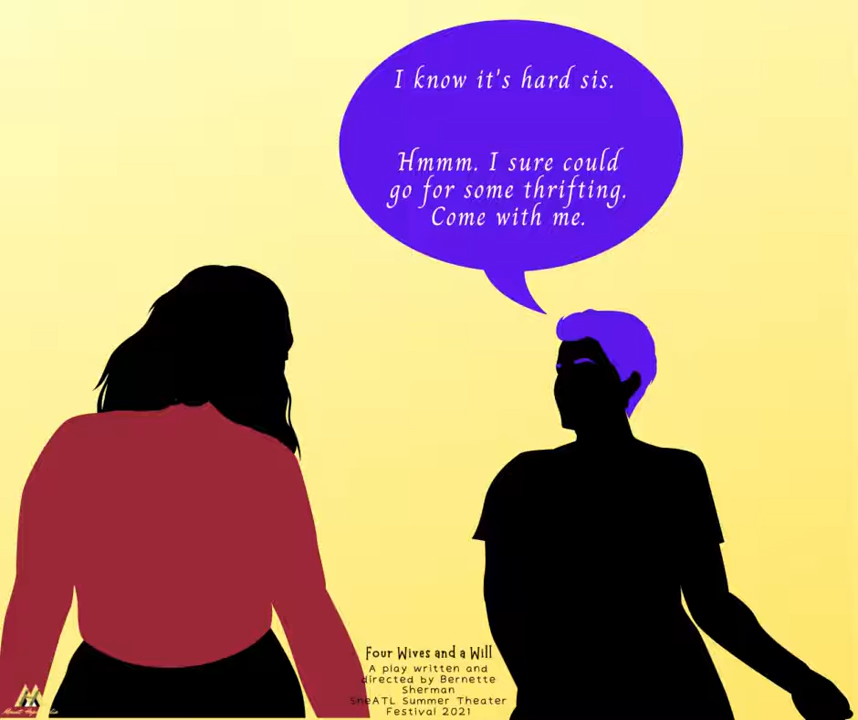 I know it's hard sis.
Hmmm. I sure could
go for some thrifting.
Come with me.
Four Wives and a Will
A play written and
directed by Bernette
Sherman
SheATL Summer Theater
Festival 2021